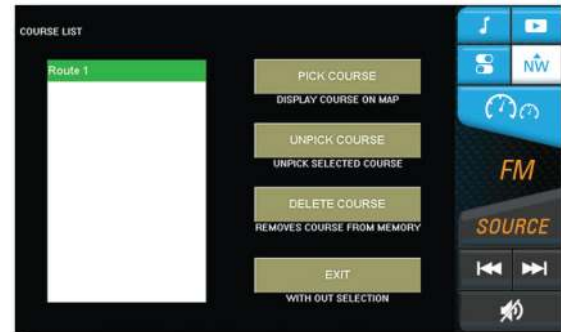 COURSE LIST
Route 1
PICK COURSE
DISPLAY COURSE ON MAP
UNPICK COURSE
UNPICK SELECTED COURSE
DELETE COURSE
REMOVES COURSE FROM MEMORY
EXIT
WITH OUT SELECTION
NW
FM
SOURCE